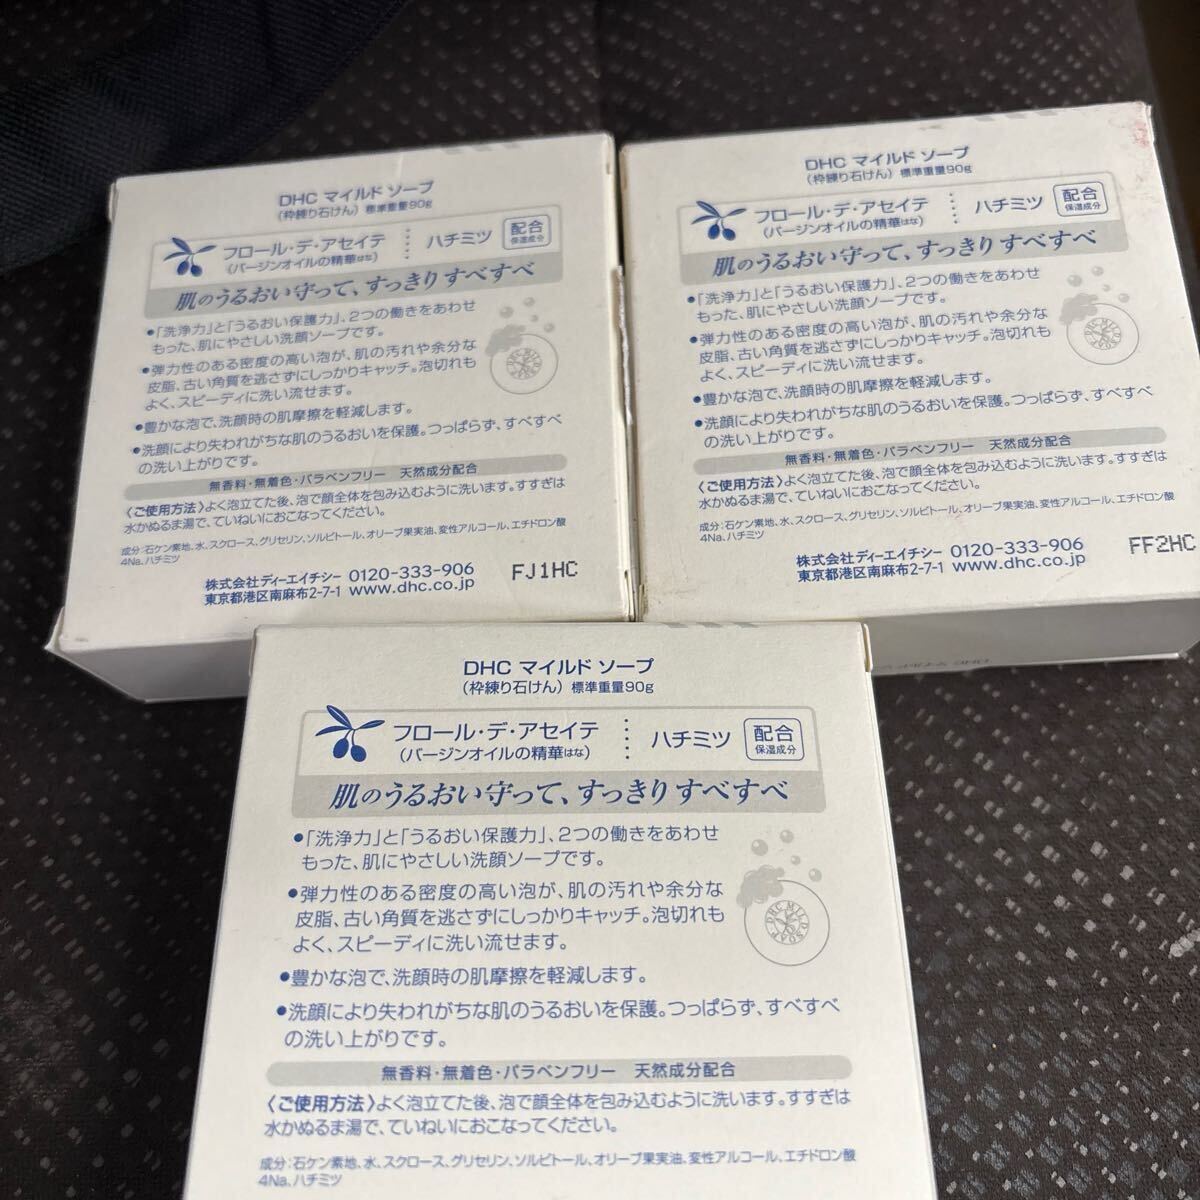 DHC マイルド ソープ
(枠練り石けん) 標準重量90g
フロール・デ・アセイテ
(バージンオイルの精華はな)
ハチミツ
配合
保湿成分
肌のうるおい守って、すっきり すべすべ
●「洗浄力」と「うるおい保護力」、2つの働きをあわせ
もった、肌にやさしい洗顔ソープです。
●弾力性のある密度の高い泡が、肌の汚れや余分な
皮脂、古い角質を逃さずにしっかりキャッチ。泡切れも
よく、スピーディに洗い流せます。
●豊かな泡で、洗顔時の肌摩擦を軽減します。
●洗顔により失われがちな肌のうるおいを保護。つっぱらず、すべすべ
の洗い上がりです。
無香料・無着色・パラベンフリー 天然成分配合
〈ご使用方法〉よく泡立てた後、泡で顔全体を包み込むように洗います。すすぎは
水かぬるま湯で、ていねいにおこなってください。
成分:石ケン素地、水、スクロース、グリセリン、ソルビトール、オリーブ果実油、変性アルコール、エチドロン酸
4Na、ハチミツ
株式会社ディーエイチシー 0120-333-906
東京都港区南麻布2-7-1 www.dhc.co.jp
FJ1HC
DHC マイルド ソープ
(枠練り石けん) 標準重量90g
フロール・デ・アセイテ
(バージンオイルの精華はな)
ハチミツ
配合
保湿成分
肌のうるおい守って、すっきり すべすべ
●「洗浄力」と「うるおい保護力」、2つの働きをあわせ
もった、肌にやさしい洗顔ソープです。
●弾力性のある密度の高い泡が、肌の汚れや余分な
皮脂、古い角質を逃さずにしっかりキャッチ。泡切れも
よく、スピーディに洗い流せます。
●豊かな泡で、洗顔時の肌摩擦を軽減します。
●洗顔により失われがちな肌のうるおいを保護。つっぱらず、すべすべ
の洗い上がりです。
無香料・無着色・パラベンフリー 天然成分配合
〈ご使用方法〉よく泡立てた後、泡で顔全体を包み込むように洗います。すすぎは
水かぬるま湯で、ていねいにおこなってください。
成分:石ケン素地、水、スクロース、グリセリン、ソルビトール、オリーブ果実油、変性アルコール、エチドロン酸
4Na、ハチミツ
株式会社ディーエイチシー 0120-333-906
東京都港区南麻布2-7-1 www.dhc.co.jp
FF2HC
DHC マイルド ソープ
(枠練り石けん) 標準重量90g
フロール・デ・アセイテ
(バージンオイルの精華はな)
ハチミツ
配合
保湿成分
肌のうるおい守って、すっきり すべすべ
●「洗浄力」と「うるおい保護力」、2つの働きをあわせ
もった、肌にやさしい洗顔ソープです。
●弾力性のある密度の高い泡が、肌の汚れや余分な
皮脂、古い角質を逃さずにしっかりキャッチ。泡切れも
よく、スピーディに洗い流せます。
DHC MILD SOAP
●豊かな泡で、洗顔時の肌摩擦を軽減します。
●洗顔により失われがちな肌のうるおいを保護。つっぱらず、すべすべ
の洗い上がりです。
無香料・無着色・パラベンフリー 天然成分配合
〈ご使用方法〉よく泡立てた後、泡で顔全体を包み込むように洗います。すすぎは
水かぬるま湯で、ていねいにおこなってください。
成分:石ケン素地、水、スクロース、グリセリン、ソルビトール、オリーブ果実油、変性アルコール、エチドロン酸
4Na、ハチミツ